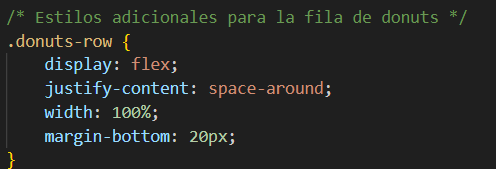 /* Estilos adicionales para la fila de donuts */
.donuts-row {
    display: flex;
    justify-content: space-around;
    width: 100%;
    margin-bottom: 20px;
}